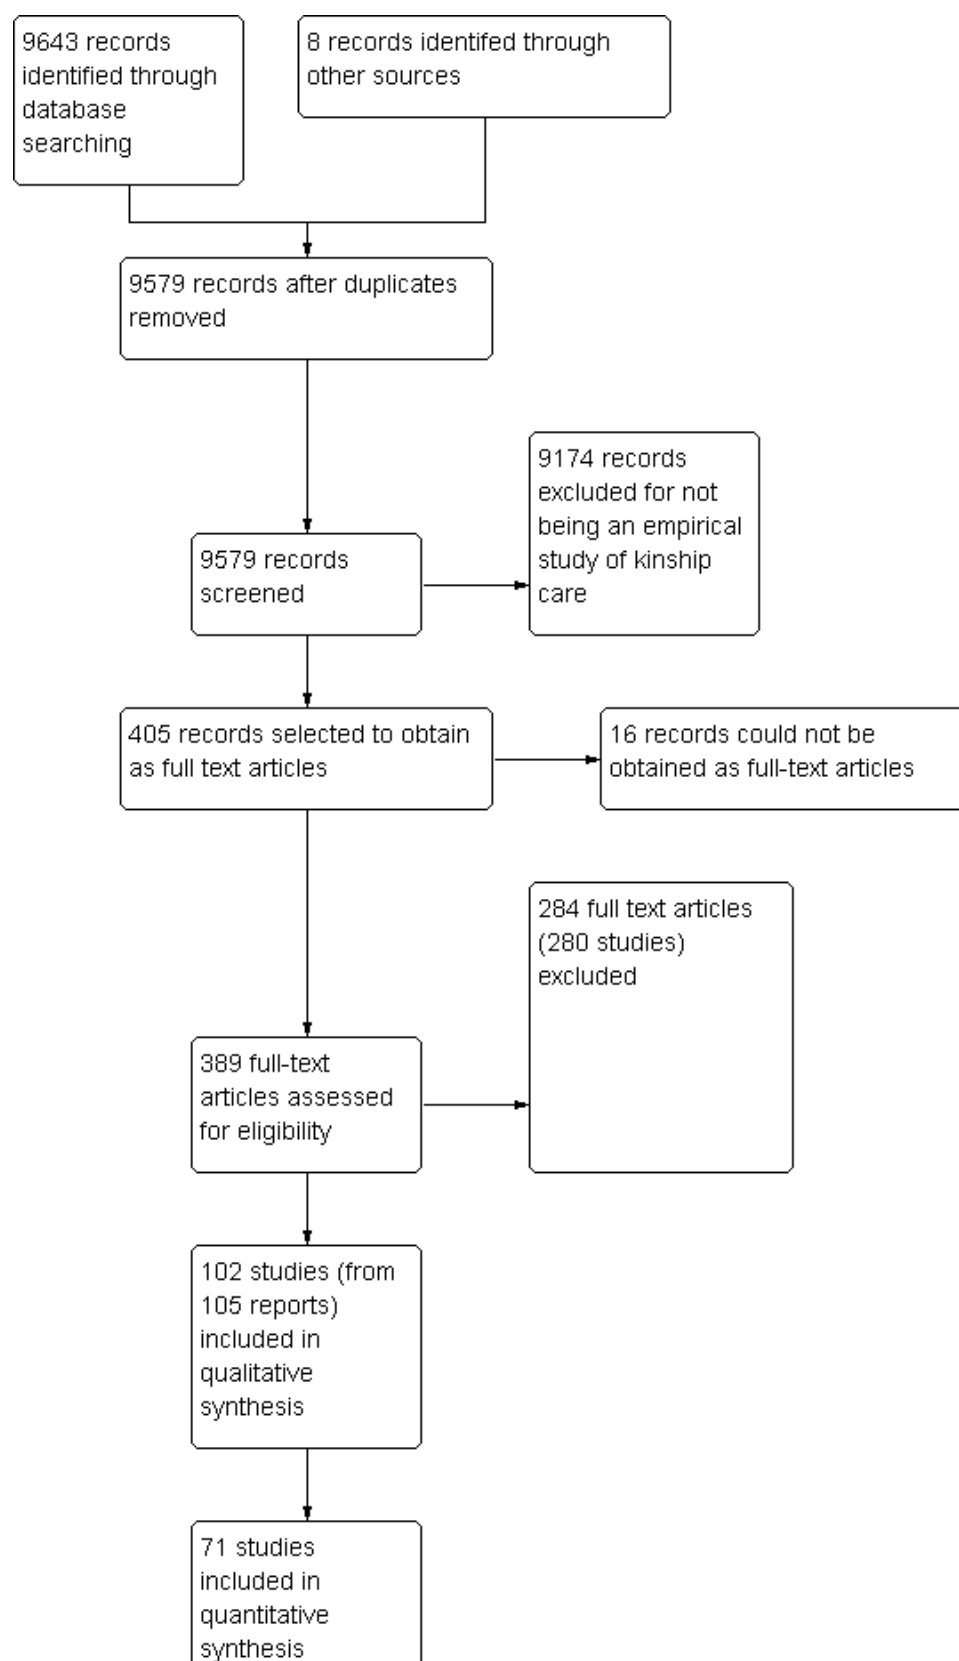 9643 records
identified through
database
searching
8 records identifed through
other sources
9579 records after duplicates
removed
9174 records
excluded for not
being an empirical
study of kinship
care
9579 records
screened
405 records selected to obtain
as full text articles
16 records could not be
obtained as full-text articles
284 full text articles
(280 studies)
excluded
389 full-text
articles assessed
for eligibility
102 studies (from
105 reports)
included in
qualitative
synthesis
71 studies
included in
quantitative
synthesis